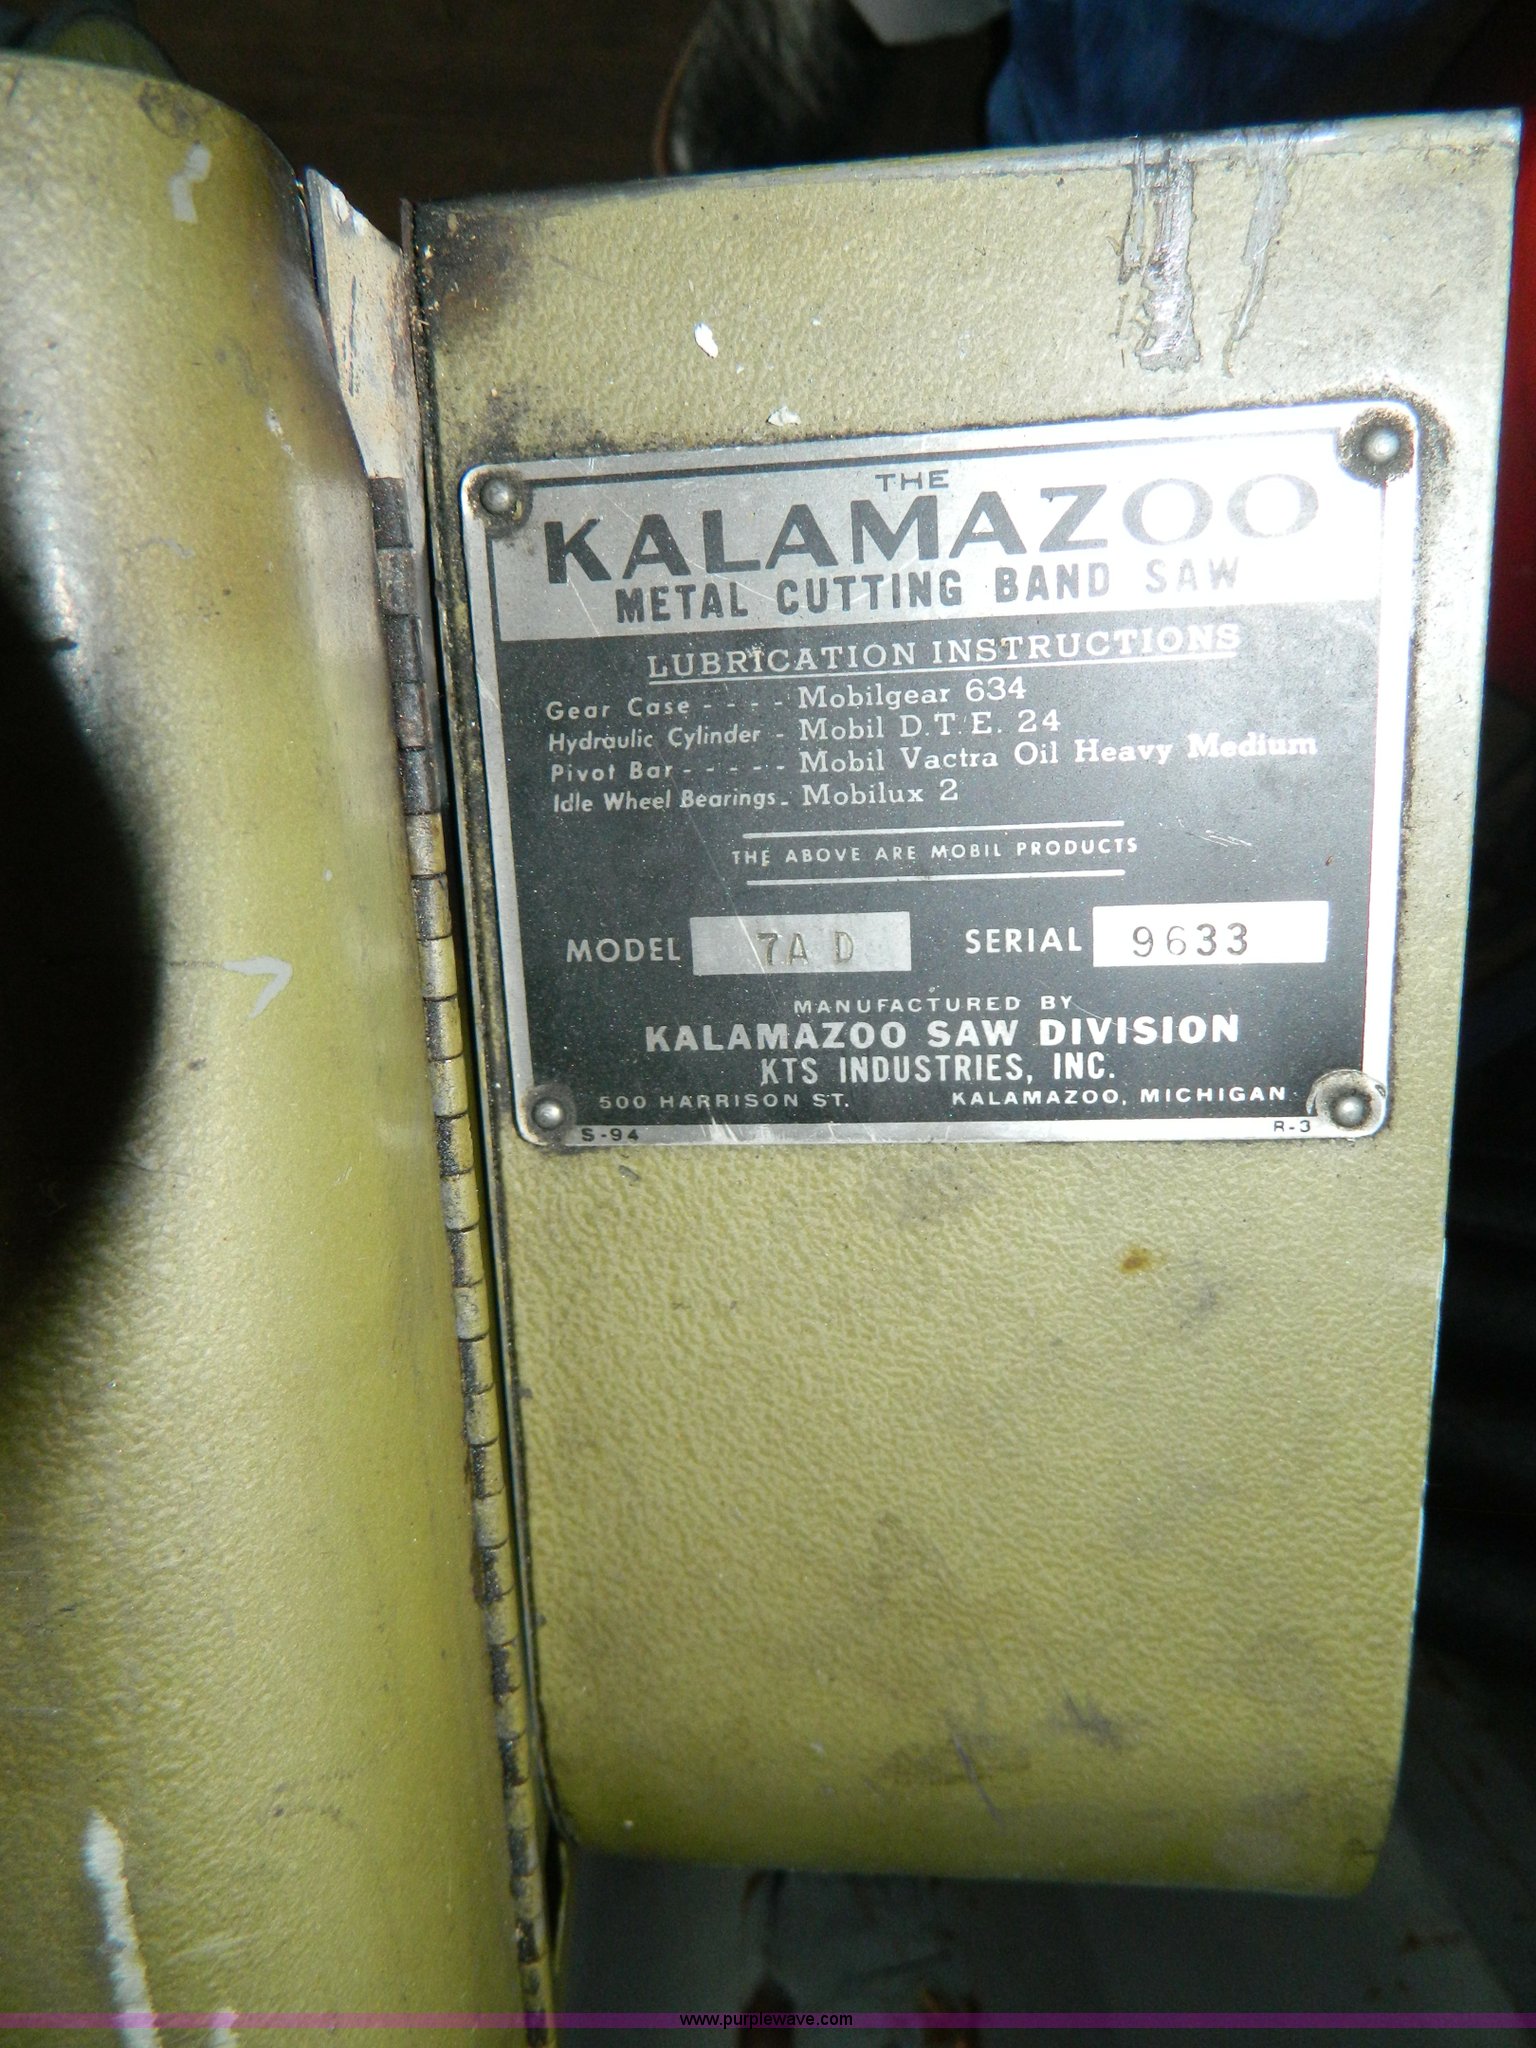 THE
KALAMAZOO
METAL CUTTING BAND SAW
LUBRICATION INSTRUCTIONS
Gear Case - - - - Mobilgear 634
Hydraulic Cylinder - Mobil D.T.E. 24
Pivot Bar - - - - - Mobil Vactra Oil Heavy Medium
Idle Wheel Bearings - Mobilux 2
THE ABOVE ARE MOBIL PRODUCTS
MODEL 7A D SERIAL 9633
MANUFACTURED BY
KALAMAZOO SAW DIVISION
KTS INDUSTRIES, INC.
500 HARRISON ST. KALAMAZOO, MICHIGAN
S-94 R-3
www.purplewave.com